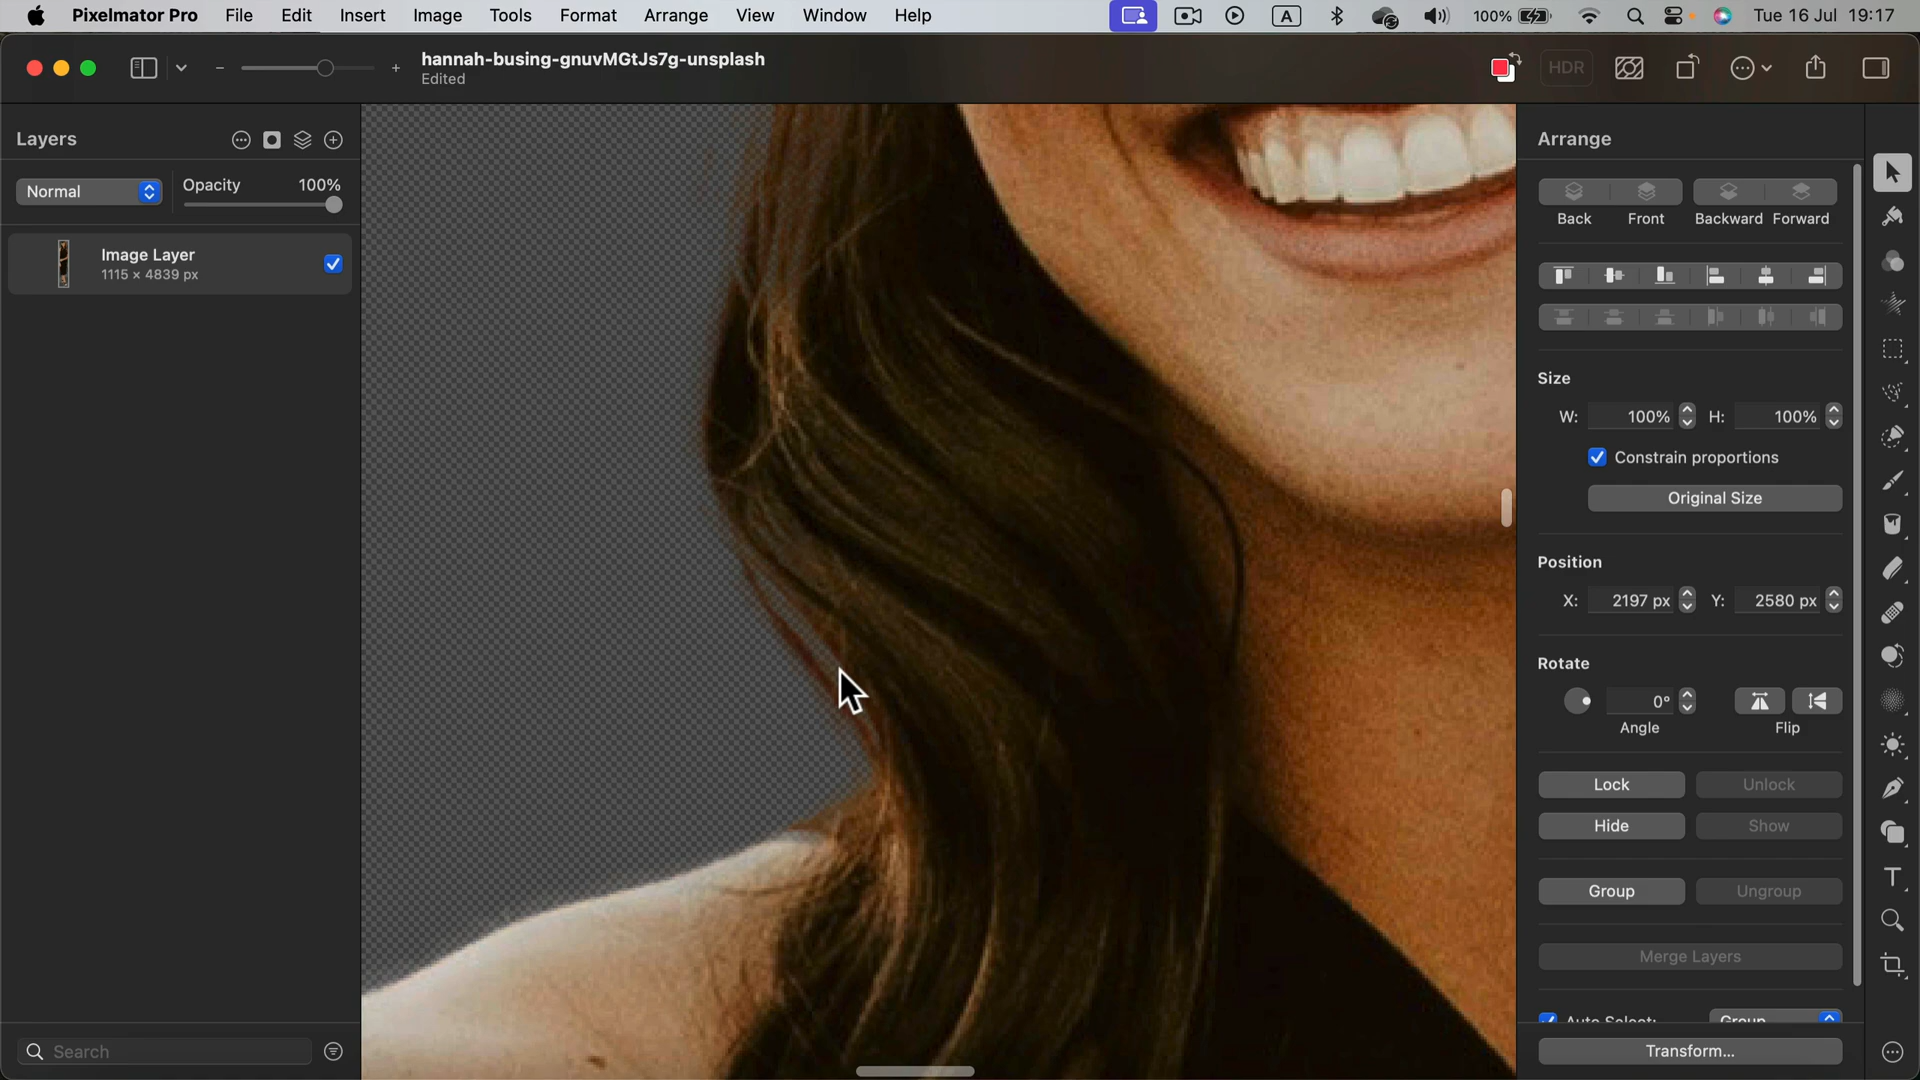 Pixelmator Pro File Edit Insert Image Tools Format Arrange View Window Help A 100% Tue 16 Jul 19:17
hannah-busing-gnuvMGtJs7g-unsplash
Edited
HDR
Layers
Normal
Opacity 100%
Image Layer
1115 × 4839 px
Search
Arrange
Back Front Backward Forward
Size
W: 100% H: 100%
Constrain proportions
Original Size
Position
X: 2197 px Y: 2580 px
Rotate
0°
Angle Flip
Lock Unlock
Hide Show
Group Ungroup
Merge Layers
Auto Select: Group
Transform...